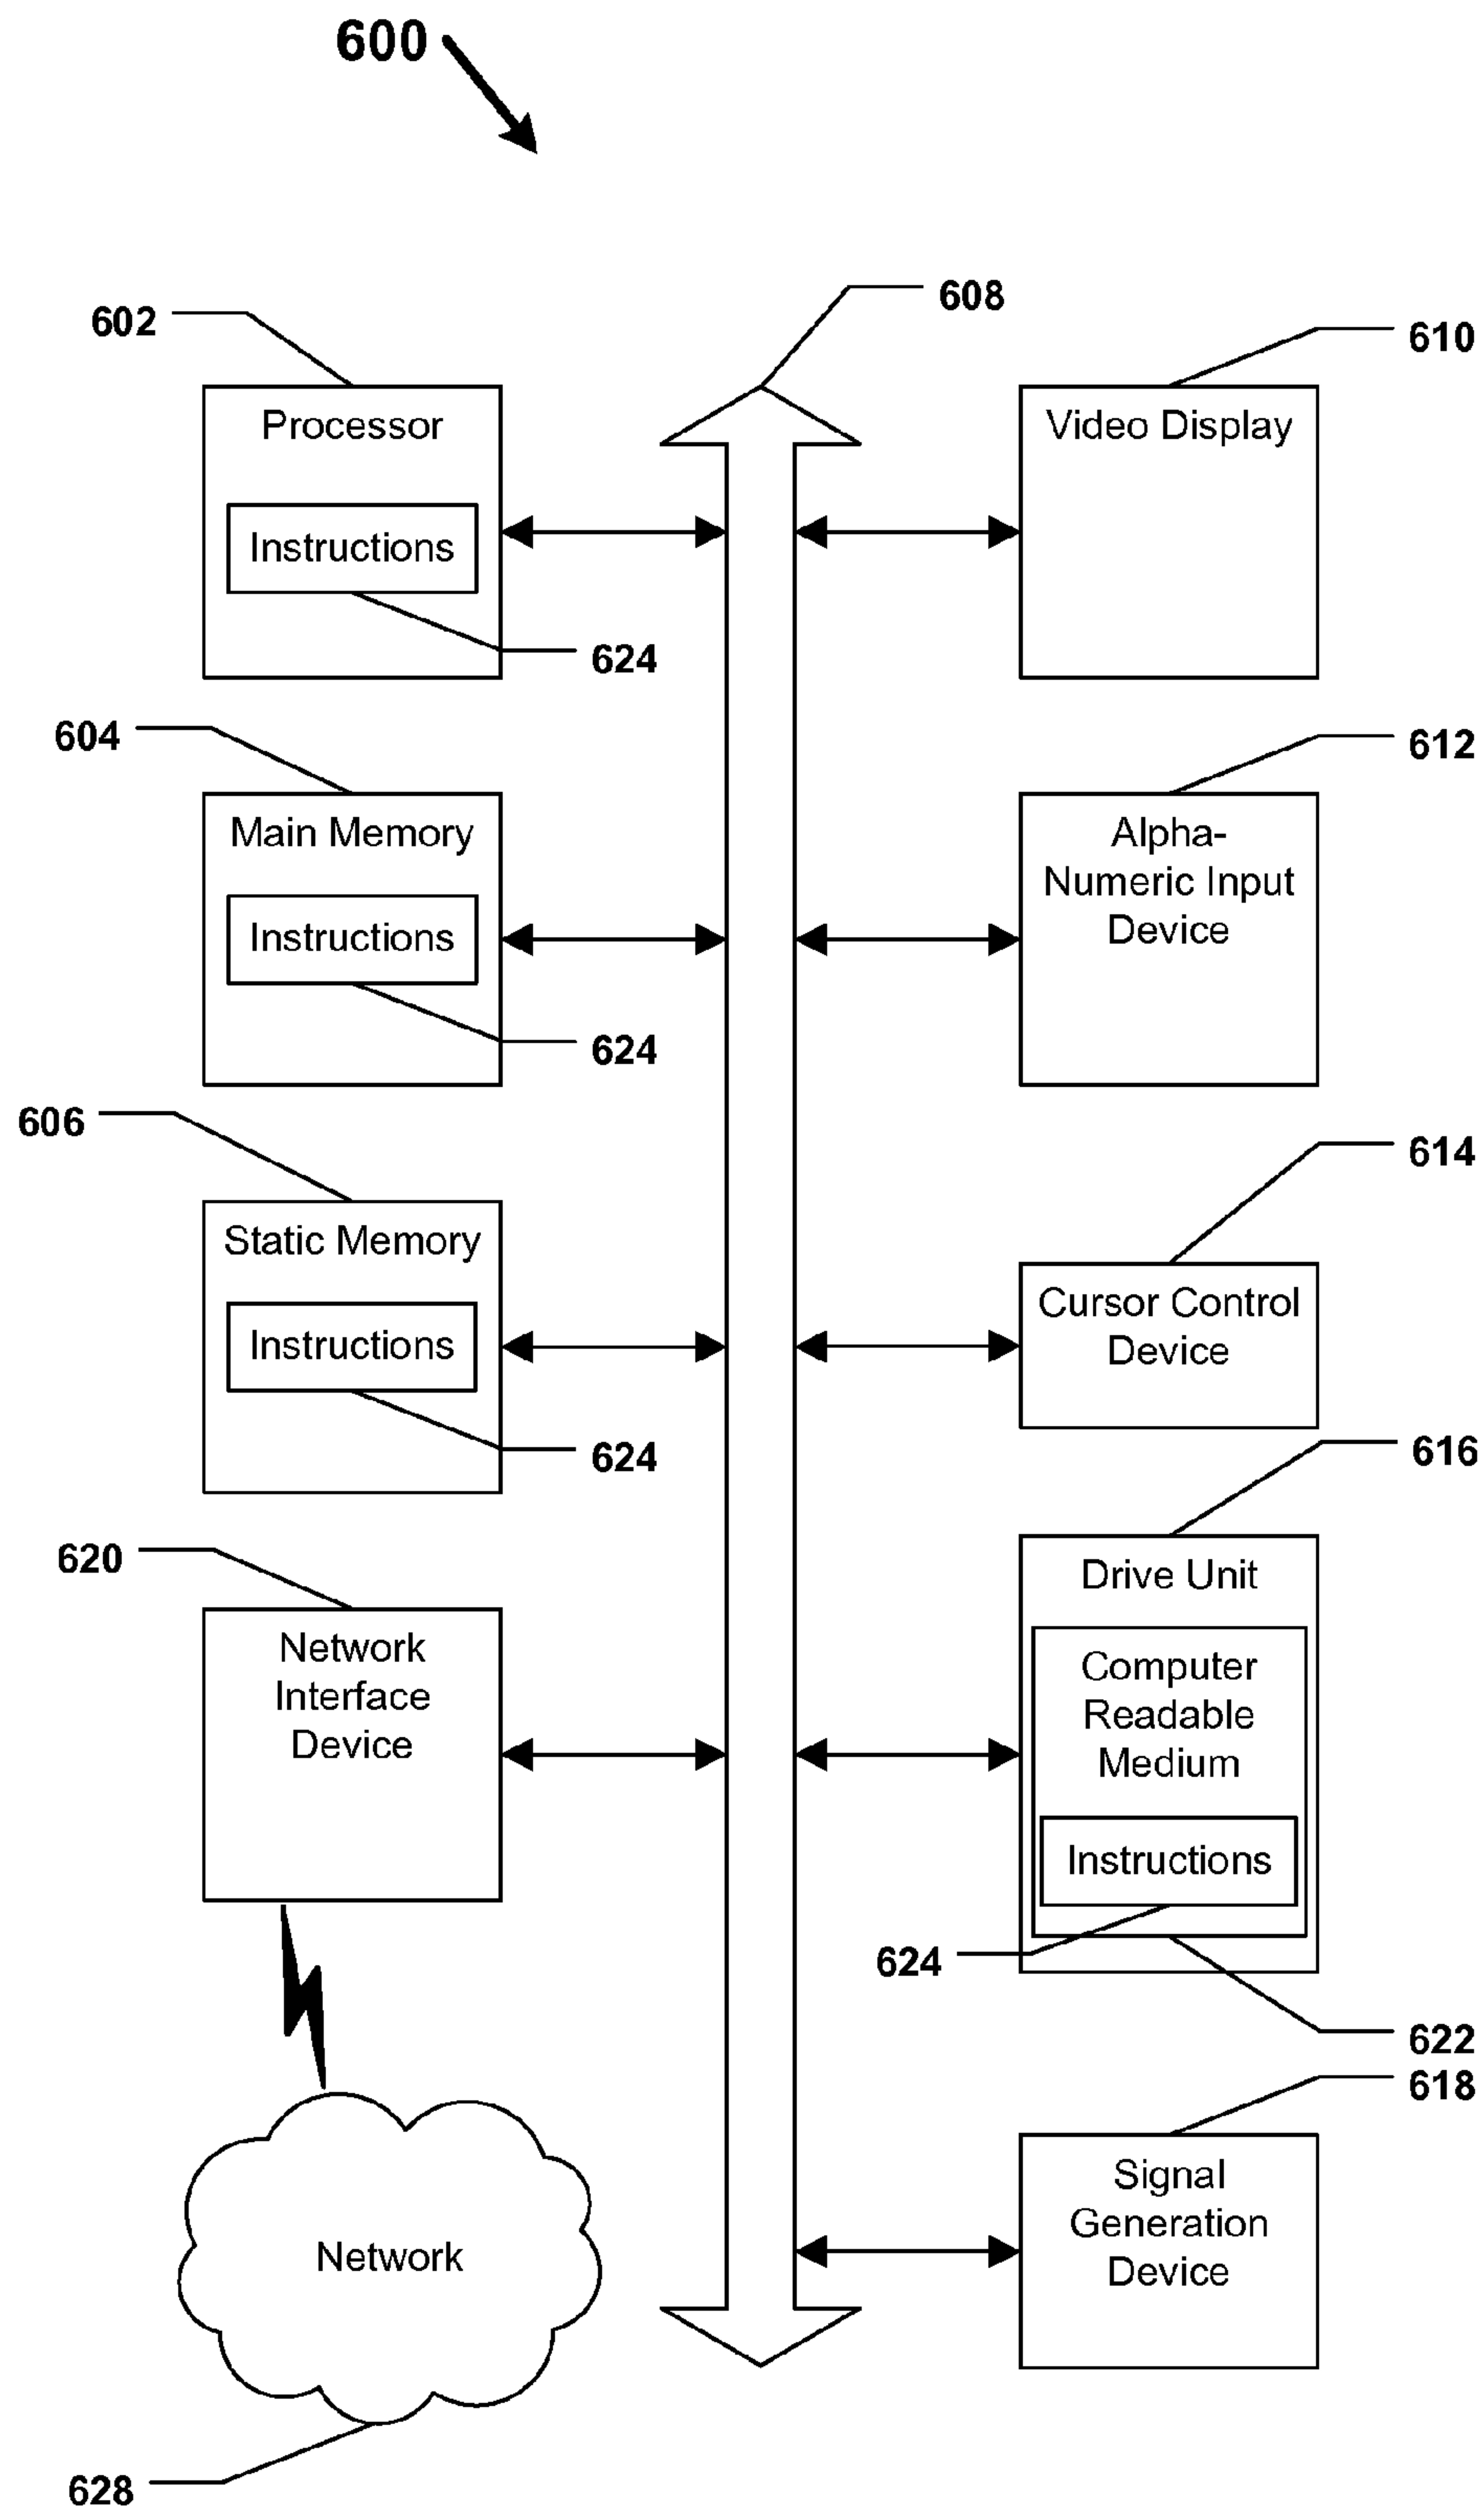 600
608
602
610
Processor
Video Display
Instructions
624
604
612
Main Memory
Alpha-
Numeric Input
Device
Instructions
624
606
614
Static Memory
Cursor Control
Device
Instructions
624
616
620
Drive Unit
Network
Interface
Device
Computer
Readable
Medium
Instructions
624
622
618
Signal
Generation
Device
Network
628